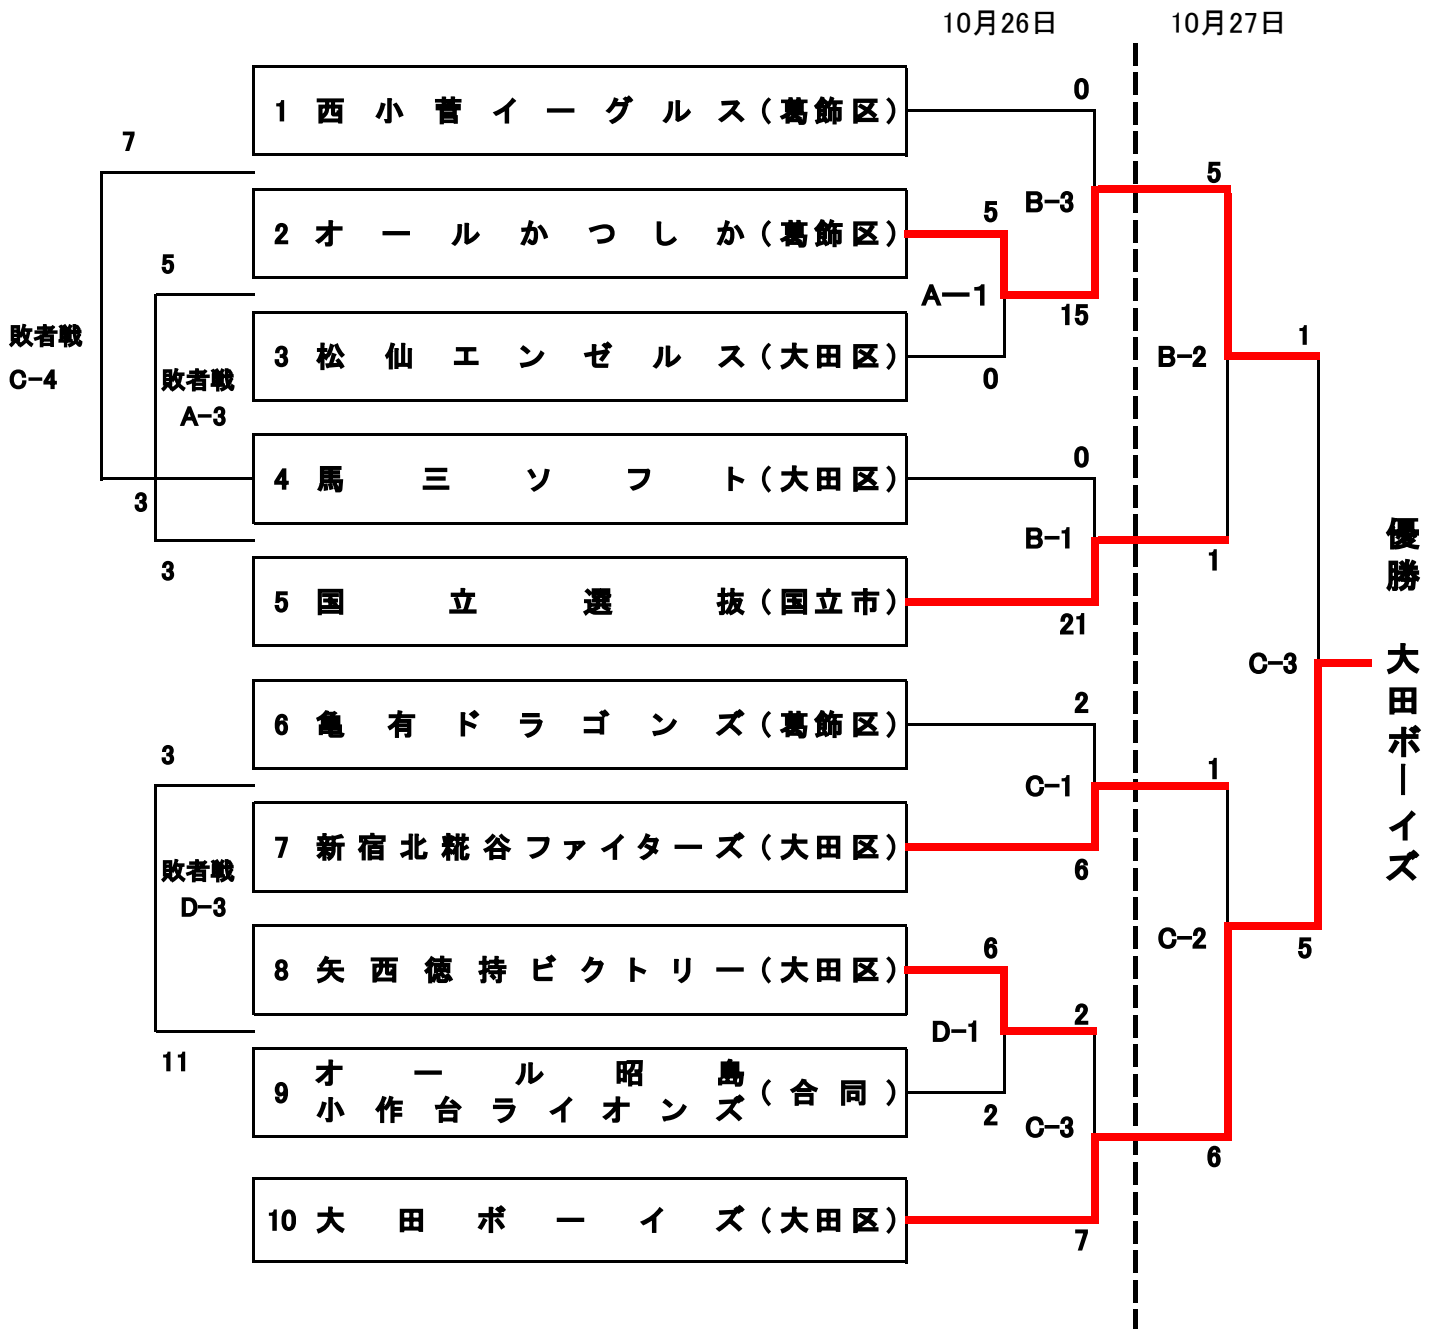 10月26日
10月27日
1 西小菅イーグルス(葛飾区)
0
7
5
B-3
2 オールかつしか(葛飾区)
5
5
A-1
15
敗者戦
C-4
3 松仙エンゼルス(大田区)
0
1
B-2
敗者戦
A-3
4 馬三ソフト(大田区)
0
3
B-1
1
3
5 国立選抜(国立市)
21
C-3
優勝 大田ボーイズ
6 亀有ドラゴンズ(葛飾区)
2
3
C-1
1
7 新宿北糀谷ファイターズ(大田区)
6
敗者戦
D-3
8 矢西徳持ビクトリー(大田区)
6
C-2
5
D-1
2
11
9 オール昭島
小作台ライオンズ(合同)
2
C-3
6
10 大田ボーイズ(大田区)
7